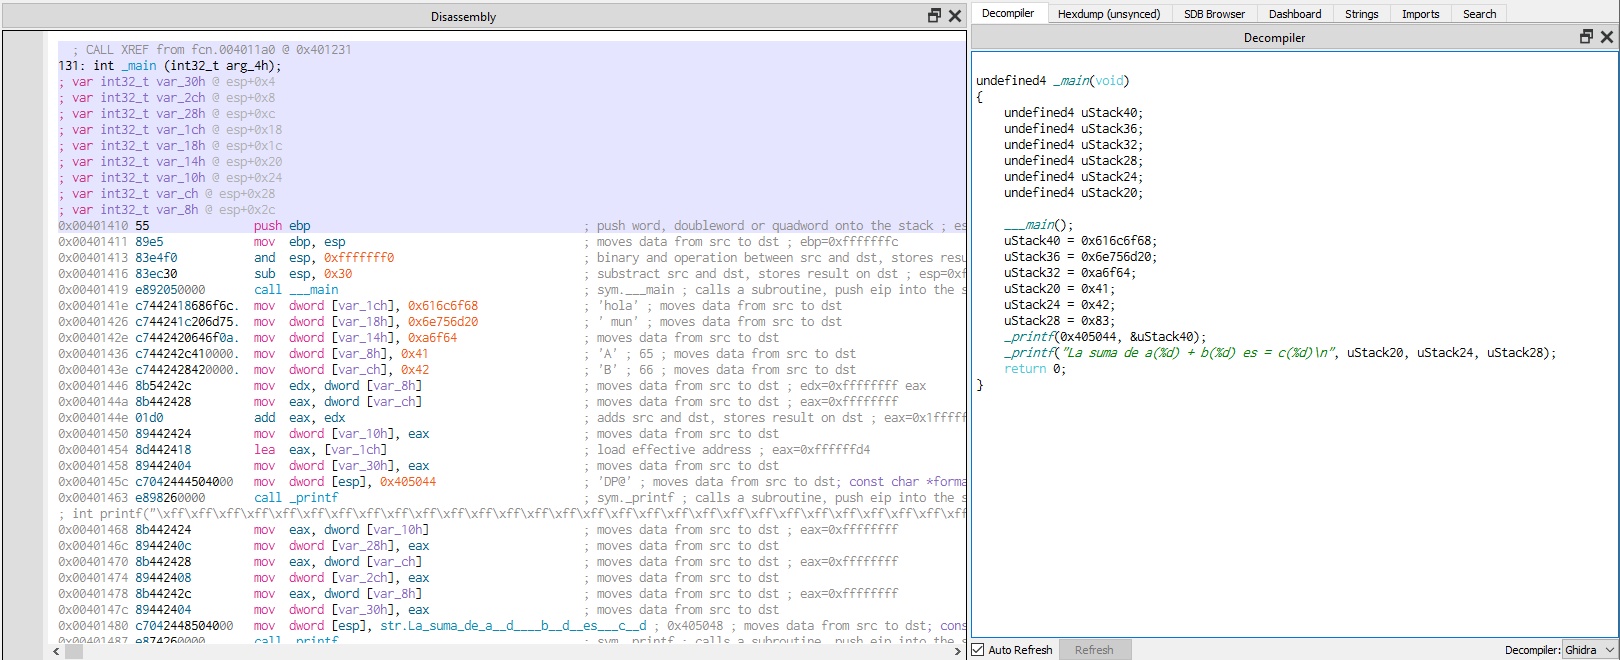 Disassembly
; CALL XREF from fcn.004011a0 @ 0x401231
131: int _main (int32_t arg_4h);
; var int32_t var_30h @ esp+0x4
; var int32_t var_2ch @ esp+0x8
; var int32_t var_28h @ esp+0xc
; var int32_t var_1ch @ esp+0x18
; var int32_t var_18h @ esp+0x1c
; var int32_t var_14h @ esp+0x20
; var int32_t var_10h @ esp+0x24
; var int32_t var_ch @ esp+0x28
; var int32_t var_8h @ esp+0x2c
0x00401410 55 push ebp ; push word, doubleword or quadword onto the stack ; es
0x00401411 89e5 mov ebp, esp ; moves data from src to dst ; ebp=0xfffffffc
0x00401413 83e4f0 and esp, 0xfffffff0 ; binary and operation between src and dst, stores resu
0x00401416 83ec30 sub esp, 0x30 ; substract src and dst, stores result on dst ; esp=0xf
0x00401419 e892050000 call ___main ; sym.___main ; calls a subroutine, push eip into the s
0x0040141e c7442418686f6c. mov dword [var_1ch], 0x616c6f68 ; 'hola' ; moves data from src to dst
0x00401426 c744241c206d75. mov dword [var_18h], 0x6e756d20 ; ' mun' ; moves data from src to dst
0x0040142e c7442420646f0a. mov dword [var_14h], 0xa6f64 ; moves data from src to dst
0x00401436 c744242c410000. mov dword [var_8h], 0x41 ; 'A' ; 65 ; moves data from src to dst
0x0040143e c7442428420000. mov dword [var_ch], 0x42 ; 'B' ; 66 ; moves data from src to dst
0x00401446 8b54242c mov edx, dword [var_8h] ; moves data from src to dst ; edx=0xffffffff eax
0x0040144a 8b442428 mov eax, dword [var_ch] ; moves data from src to dst ; eax=0xffffffff
0x0040144e 01d0 add eax, edx ; adds src and dst, stores result on dst ; eax=0x1fffff
0x00401450 89442424 mov dword [var_10h], eax ; moves data from src to dst
0x00401454 8d442418 lea eax, [var_1ch] ; load effective address ; eax=0xffffffd4
0x00401458 89442404 mov dword [var_30h], eax ; moves data from src to dst
0x0040145c c7042444504000 mov dword [esp], 0x405044 ; 'DP@' ; moves data from src to dst; const char *forma
0x00401463 e898260000 call _printf ; sym._printf ; calls a subroutine, push eip into the s
; int printf("\xff\xff\xff\xff\xff\xff\xff\xff\xff\xff\xff\xff\xff\xff\xff\xff\xff\xff\xff\xff\xff\xff\xff\xff\xff\xff\xff\xff
0x00401468 8b442424 mov eax, dword [var_10h] ; moves data from src to dst ; eax=0xffffffff
0x0040146c 8944240c mov dword [var_28h], eax ; moves data from src to dst
0x00401470 8b442428 mov eax, dword [var_ch] ; moves data from src to dst ; eax=0xffffffff
0x00401474 89442408 mov dword [var_2ch], eax ; moves data from src to dst
0x00401478 8b44242c mov eax, dword [var_8h] ; moves data from src to dst ; eax=0xffffffff
0x0040147c 89442404 mov dword [var_30h], eax ; moves data from src to dst
0x00401480 c7042448504000 mov dword [esp], str.La_suma_de_a__d____b__d__es___c__d ; 0x405048 ; moves data from src to dst; cons
0x00401487 e874260000 call _printf ; sym._printf ; calls a subroutine, push eip into the s
Decompiler Hexdump (unsynced) SDB Browser Dashboard Strings Imports Search
Decompiler
undefined4 _main(void)
{
undefined4 uStack40;
undefined4 uStack36;
undefined4 uStack32;
undefined4 uStack28;
undefined4 uStack24;
undefined4 uStack20;
___main();
uStack40 = 0x616c6f68;
uStack36 = 0x6e756d20;
uStack32 = 0xa6f64;
uStack20 = 0x41;
uStack24 = 0x42;
uStack28 = 0x83;
_printf(0x405044, &uStack40);
_printf("La suma de a(%d) + b(%d) es = c(%d)\n", uStack20, uStack24, uStack28);
return 0;
}
Auto Refresh Refresh Decompiler: Ghidra